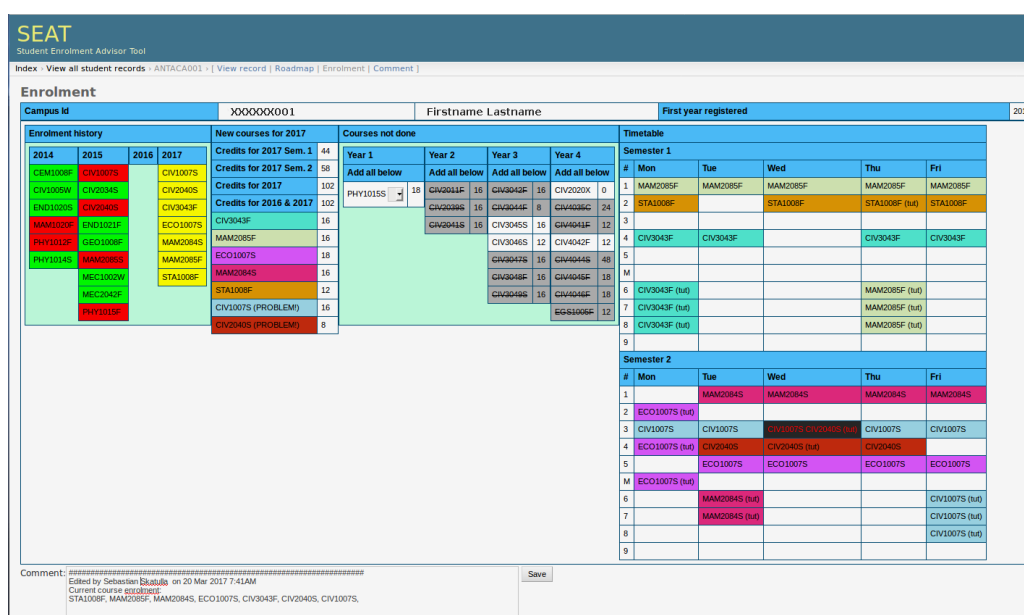 SEAT
Student Enrolment Advisor Tool
Index › View all student records › ANTACA001 › [ View record | Roadmap | Enrolment | Comment ]
Enrolment
Campus Id XXXXXX001 Firstname Lastname First year registered 201
Enrolment history
2014 2015 2016 2017
CEM1008F CIV1007S CIV1007S
CIV1005W CIV2034S CIV2040S
END1020S CIV2040S CIV3043F
MAM1020F END1021F ECO1007S
PHY1012F GEO1008F MAM2084S
PHY1014S MAM2085S MAM2085F
MEC1002W STA1008F
MEC2042F
PHY1015F
New courses for 2017
Credits for 2017 Sem. 1 44
Credits for 2017 Sem. 2 58
Credits for 2017 102
Credits for 2016 & 2017 102
CIV3043F 16
MAM2085F 16
ECO1007S 18
MAM2084S 16
STA1008F 12
CIV1007S (PROBLEM!) 16
CIV2040S (PROBLEM!) 8
Courses not done
Year 1 Year 2 Year 3 Year 4
Add all below Add all below Add all below Add all below
PHY1015S 18 CIV2011F 16 CIV3042F 16 CIV2020X 0
CIV2039S 16 CIV3044F 8 CIV4035C 24
CIV2041S 16 CIV3045S 16 CIV4041F 12
CIV3046S 12 CIV4042F 12
CIV3047S 16 CIV4044S 48
CIV3048F 16 CIV4045F 18
CIV3049S 16 CIV4046F 18
EGS1005F 12
Timetable
Semester 1
# Mon Tue Wed Thu Fri
1 MAM2085F MAM2085F MAM2085F MAM2085F MAM2085F
2 STA1008F STA1008F STA1008F (tut) STA1008F
3
4 CIV3043F CIV3043F CIV3043F CIV3043F
5
M
6 CIV3043F (tut) MAM2085F (tut)
7 CIV3043F (tut) MAM2085F (tut)
8 CIV3043F (tut) MAM2085F (tut)
9
Semester 2
# Mon Tue Wed Thu Fri
1 MAM2084S MAM2084S MAM2084S MAM2084S
2 ECO1007S (tut)
3 CIV1007S CIV1007S CIV1007S CIV2040S (tut) CIV1007S CIV1007S
4 ECO1007S (tut) CIV2040S CIV2040S (tut) CIV2040S
5 ECO1007S ECO1007S ECO1007S ECO1007S
M ECO1007S (tut)
6 MAM2084S (tut) CIV1007S (tut)
7 MAM2084S (tut) CIV1007S (tut)
8 CIV1007S (tut)
9
Comment: ##################################################################
Edited by Sebastian Skatulla on 20 Mar 2017 7:41AM
Current course enrolment:
STA1008F, MAM2085F, MAM2084S, ECO1007S, CIV3043F, CIV2040S, CIV1007S,
Save